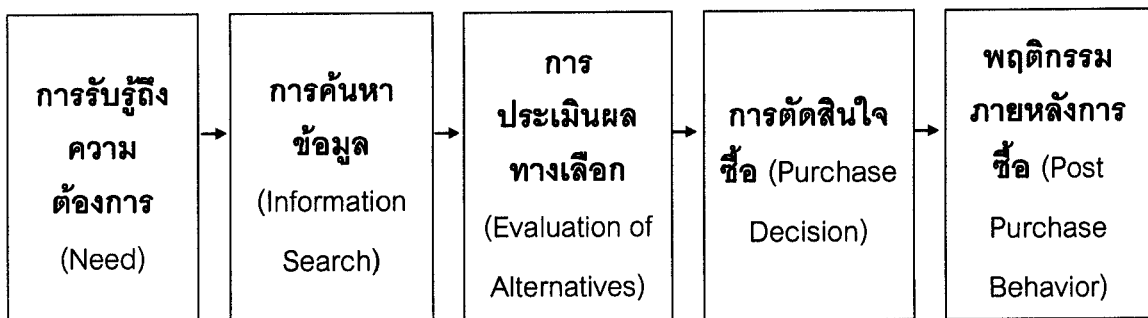 การรับรู้ถึง
ความ
ต้องการ
(Need)
การค้นหา
ข้อมูล
(Information
Search)
การ
ประเมินผล
ทางเลือก
(Evaluation of
Alternatives)
การตัดสินใจ
ซื้อ (Purchase
Decision)
พฤติกรรม
ภายหลังการ
ซื้อ (Post
Purchase
Behavior)